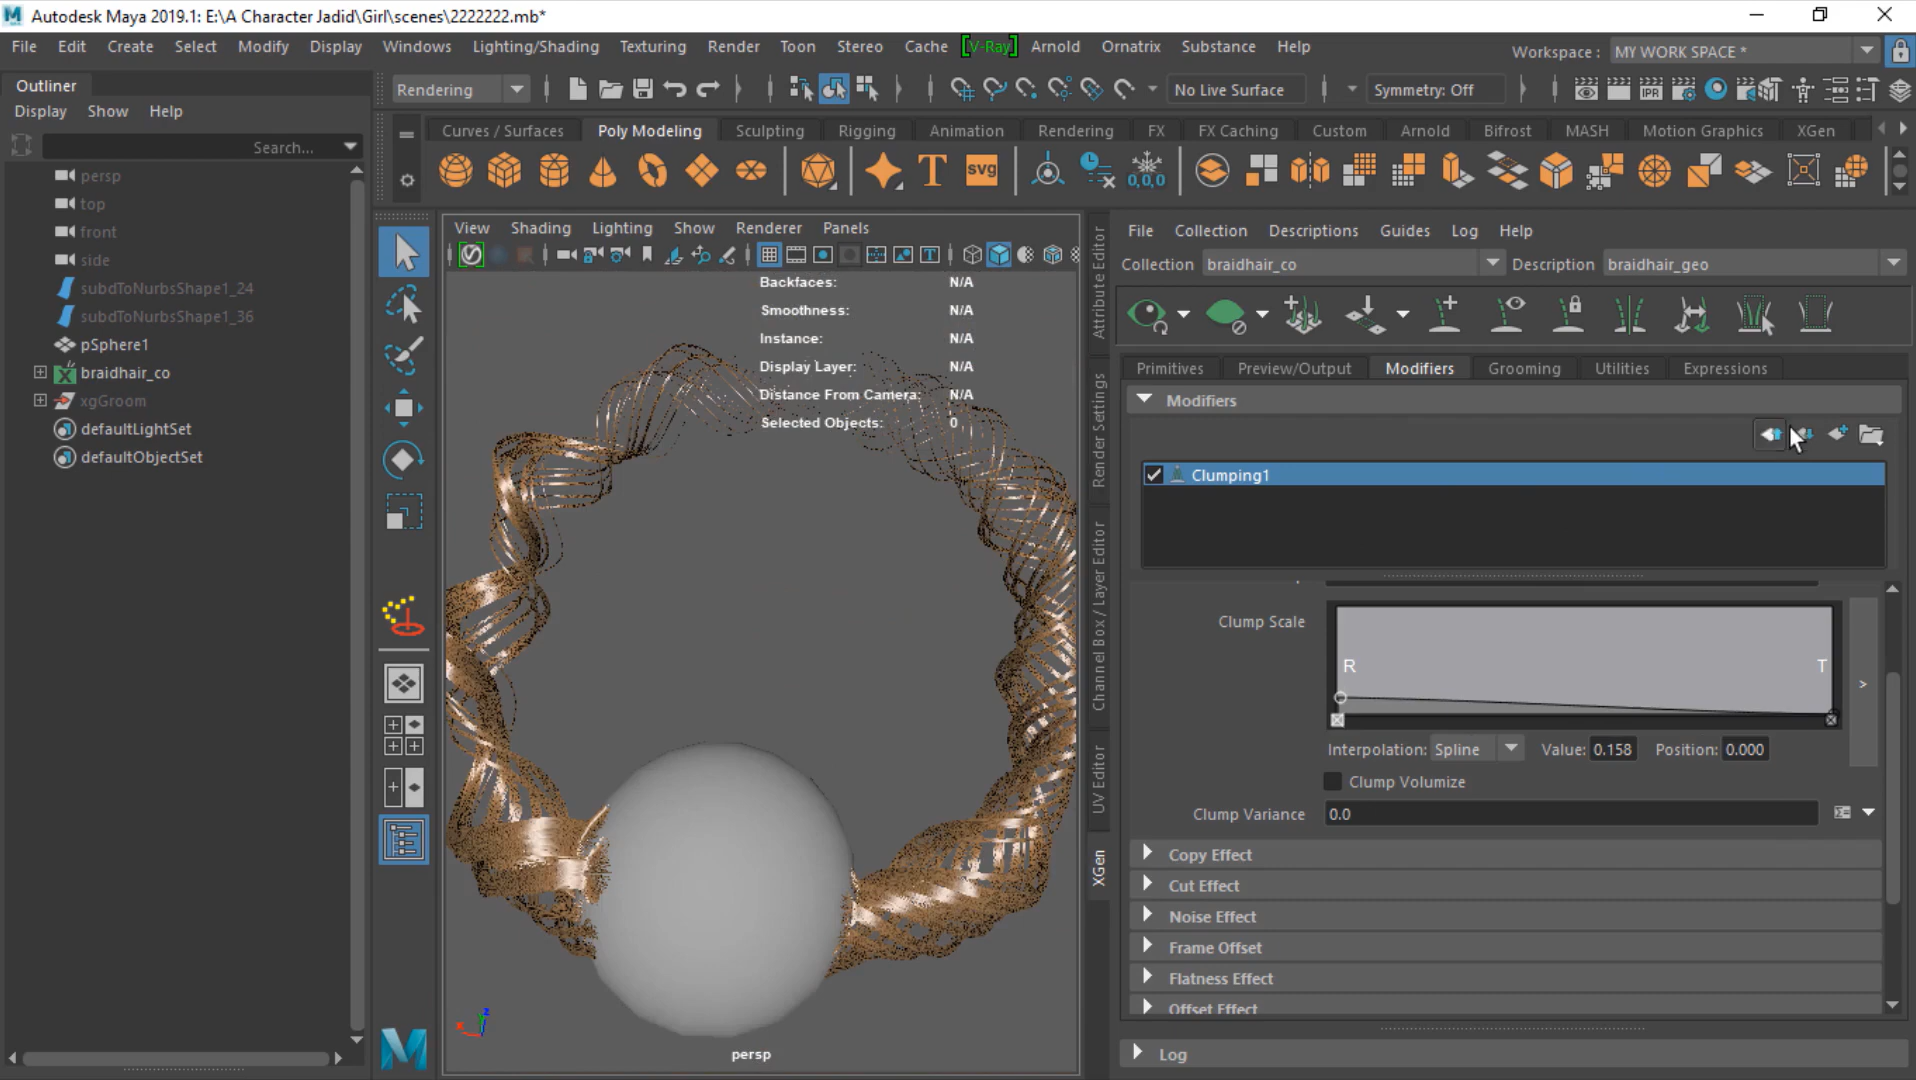 Autodesk Maya 2019.1: E:\A Character Jadid\Girl\scenes\2222222.mb*
File Edit Create Select Modify Display Windows Lighting/Shading Texturing Render Toon Stereo Cache [V-Ray] Arnold Ornatrix Substance Help Workspace : MY WORK SPACE *
Outliner
Rendering No Live Surface Symmetry: Off
Display Show Help
Curves / Surfaces Poly Modeling Sculpting Rigging Animation Rendering FX FX Caching Custom Arnold Bifrost MASH Motion Graphics XGen
Search...
T svg 0,0,0
persp
top
front
side
subdToNurbsShape1_24
subdToNurbsShape1_36
pSphere1
braidhair_co
xgGroom
defaultLightSet
defaultObjectSet
View Shading Lighting Show Renderer Panels
Backfaces: N/A
Smoothness: N/A
Instance: N/A
Display Layer: N/A
Distance From Camera: N/A
Selected Objects: 0
persp
Attribute Editor
Render Settings
Channel Box / Layer Editor
UV Editor
XGen
File Collection Descriptions Guides Log Help
Collection braidhair_co Description braidhair_geo
Primitives Preview/Output Modifiers Grooming Utilities Expressions
Modifiers
Clumping1
Clump Scale
R T
Interpolation: Spline Value: 0.158 Position: 0.000
Clump Volumize
Clump Variance 0.0
Copy Effect
Cut Effect
Noise Effect
Frame Offset
Flatness Effect
Offset Effect
Log